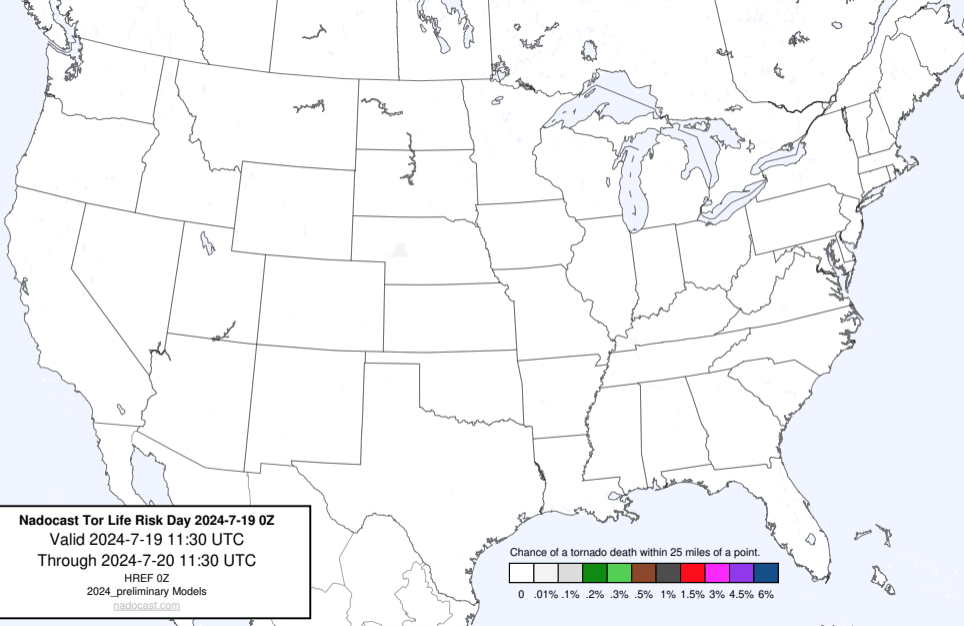 Nadocast Tor Life Risk Day 2024-7-19 0Z
Valid 2024-7-19 11:30 UTC
Through 2024-7-20 11:30 UTC
HREF 0Z
2024_preliminary Models
nadocast.com
Chance of a tornado death within 25 miles of a point.
0 .01% .1% .2% .3% .5% 1% 1.5% 3% 4.5% 6%